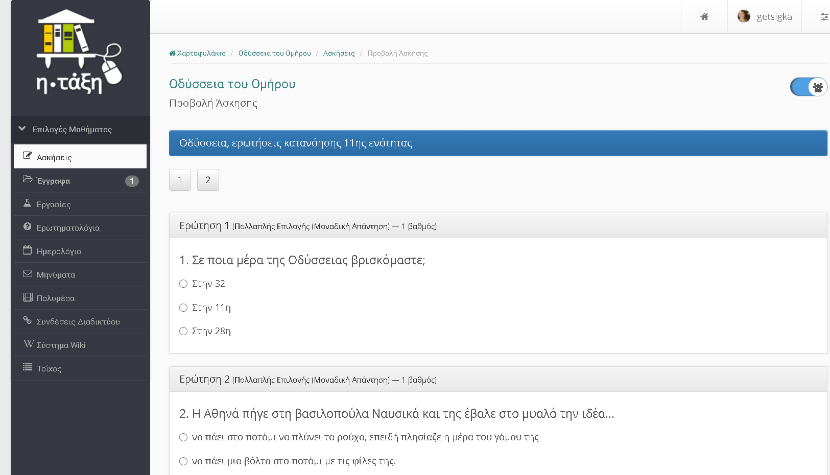 η·τάξη
getsigka
Χαρτοφυλάκιο / Οδύσσεια του Ομήρου / Ασκήσεις / Προβολή Άσκησης
Οδύσσεια του Ομήρου
Προβολή Άσκησης
Επιλογές Μαθήματος
Ασκήσεις
Έγγραφα 1
Εργασίες
Ερωτηματολόγια
Ημερολόγιο
Μηνύματα
Πολυμέσα
Συνδέσεις Διαδικτύου
Σύστημα Wiki
Τοίχος
Οδύσσεια, ερωτήσεις κατανόησης 11ης ενότητας
1 2
Ερώτηση 1 (Πολλαπλής Επιλογής (Μοναδική Απάντηση) — 1 βαθμός)
1. Σε ποια μέρα της Οδύσσειας βρισκόμαστε;
Στην 32
Στην 11η
Στην 28η
Ερώτηση 2 (Πολλαπλής Επιλογής (Μοναδική Απάντηση) — 1 βαθμός)
2. Η Αθηνά πήγε στη βασιλοπούλα Ναυσικά και της έβαλε στο μυαλό την ιδέα...
να πάει στο ποτάμι να πλύνει τα ρούχα, επειδή πλησίαζε η μέρα του γάμου της
να πάει μια βόλτα στο ποτάμι με τις φίλες της.